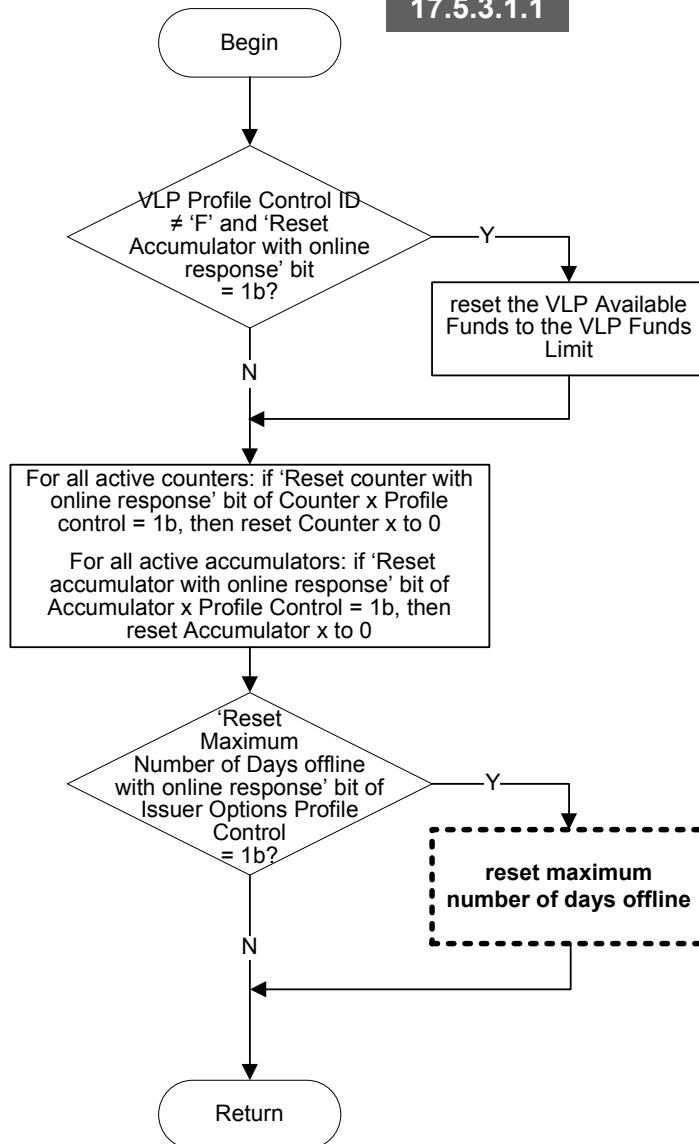 17.5.3.1.1
Begin
VLP Profile Control ID
≠ ‘F’ and ‘Reset
Accumulator with online
response’ bit
= 1b?
Y
reset the VLP Available
Funds to the VLP Funds
Limit
N
For all active counters: if ‘Reset counter with
online response’ bit of Counter x Profile
control = 1b, then reset Counter x to 0
For all active accumulators: if ‘Reset
accumulator with online response’ bit of
Accumulator x Profile Control = 1b, then
reset Accumulator x to 0
‘Reset
Maximum
Number of Days offline
with online response’ bit of
Issuer Options Profile
Control
= 1b?
Y
reset maximum
number of days offline
N
Return